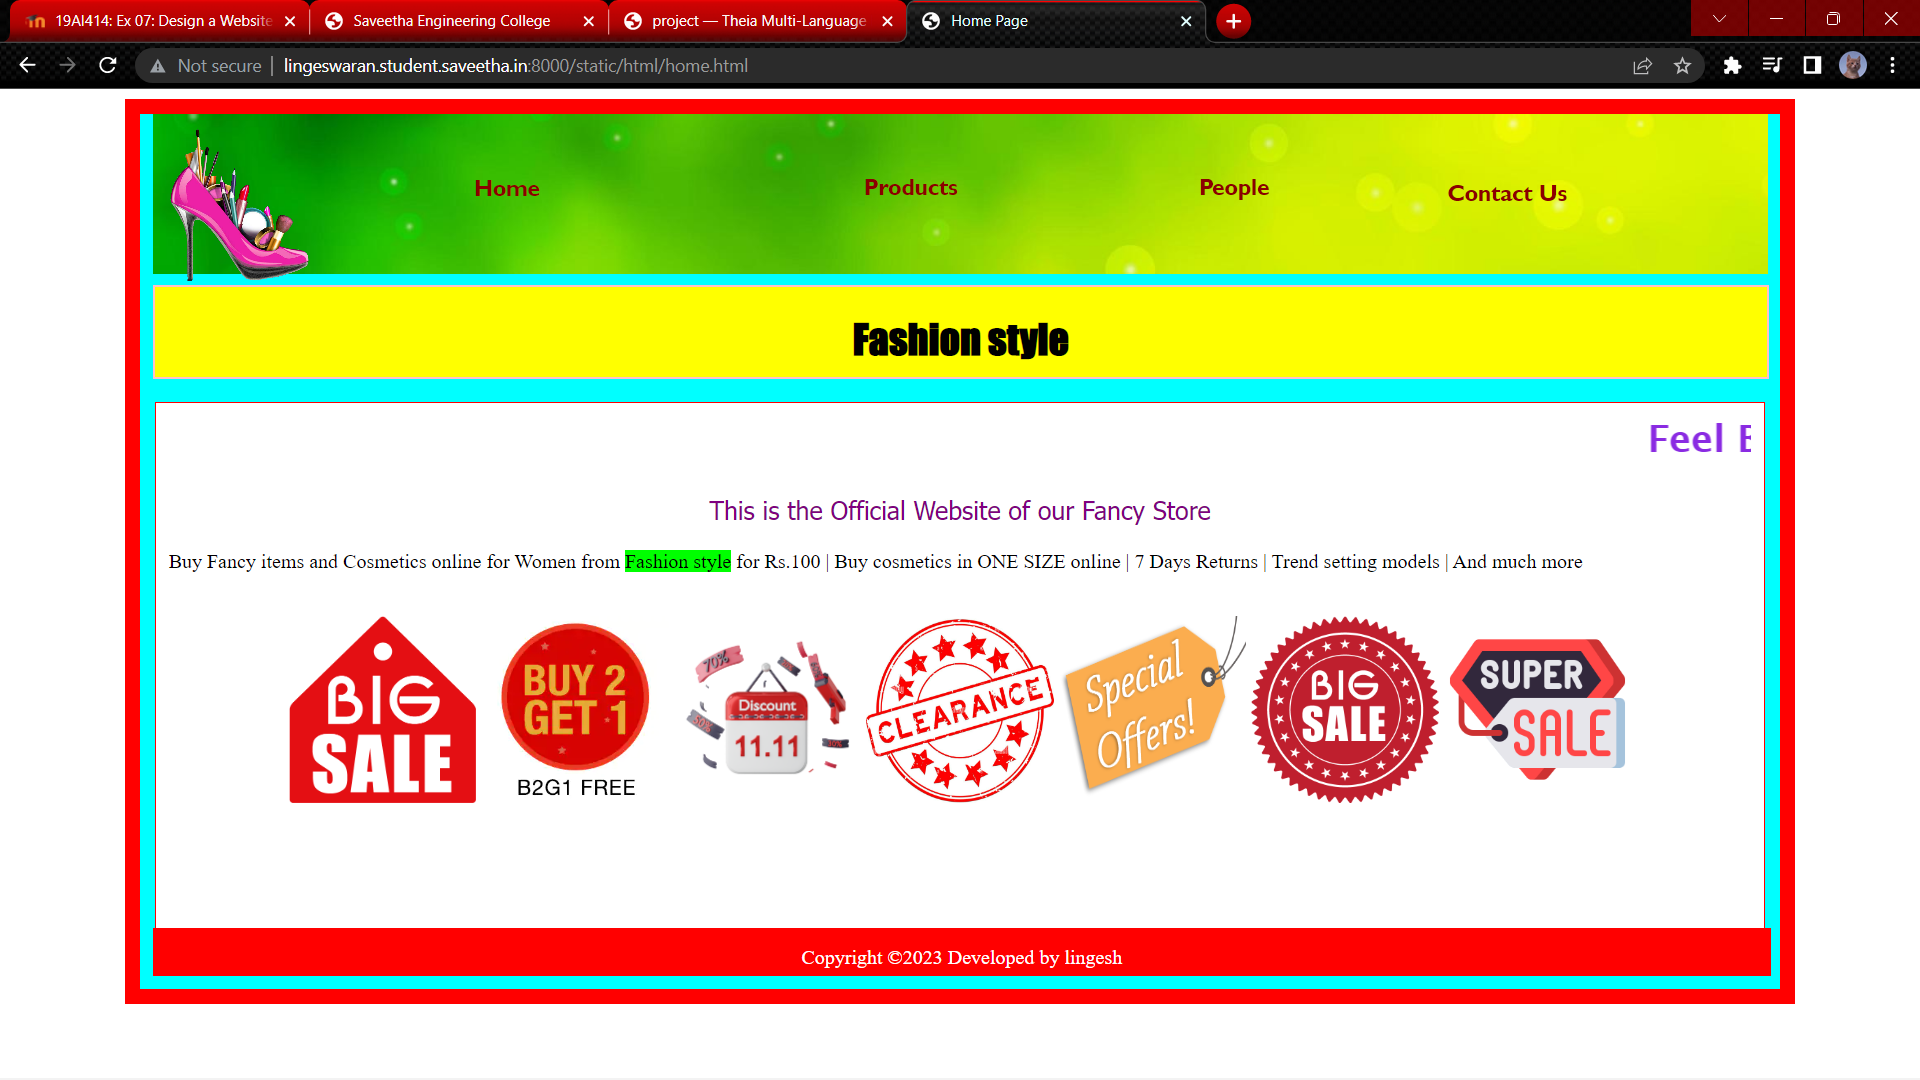 19AI414: Ex 07: Design a Website
Saveetha Engineering College
project — Theia Multi-Language
Home Page
Not secure
lingeswaran.student.saveetha.in:8000/static/html/home.html
Home
Products
People
Contact Us
Fashion style
Feel B
This is the Official Website of our Fancy Store
Buy Fancy items and Cosmetics online for Women from Fashion style for Rs.100 | Buy cosmetics in ONE SIZE online | 7 Days Returns | Trend setting models | And much more
BIG
SALE
BUY 2
GET 1
B2G1 FREE
70%
50%
Discount
11.11
CLEARANCE
Special
Offers!
BIG
SALE
SUPER
SALE
Copyright ©2023 Developed by lingesh